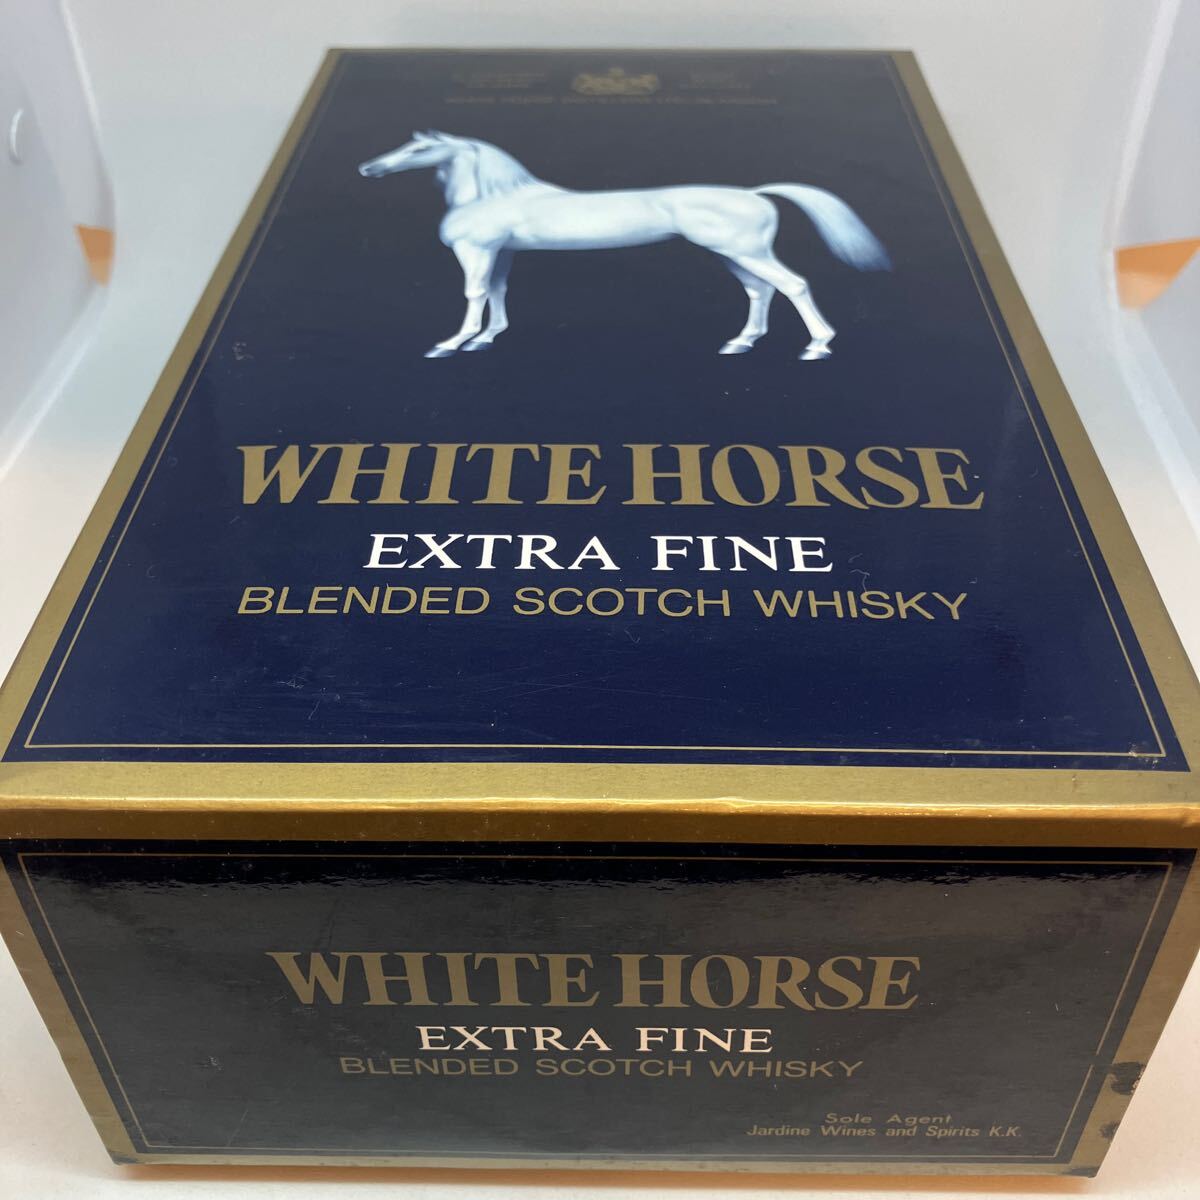 WHITE HORSE
EXTRA FINE
BLENDED SCOTCH WHISKY
WHITE HORSE
EXTRA FINE
BLENDED SCOTCH WHISKY
Sole Agent
Jardine Wines and Spirits K.K.